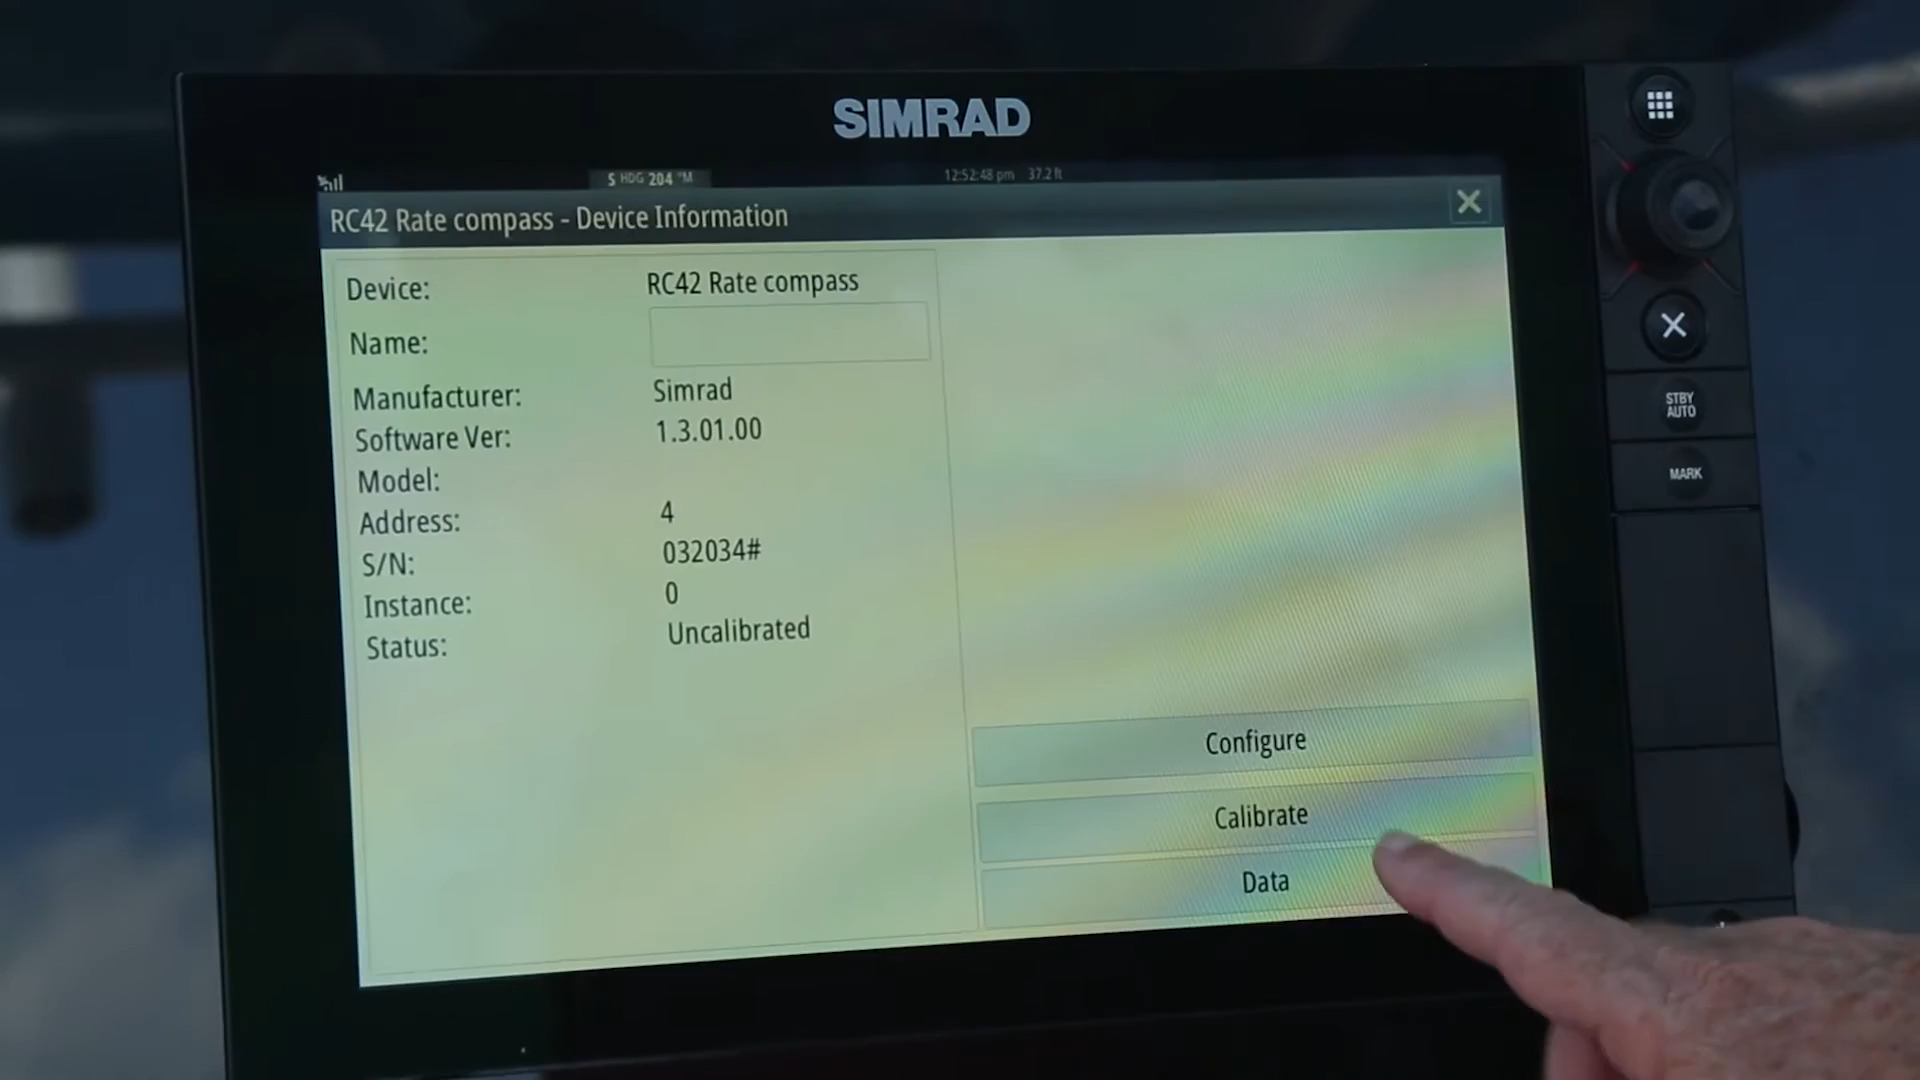 SIMRAD
S HDG 204 °M 12:52:48 pm 37.2 ft
RC42 Rate compass - Device Information
Device: RC42 Rate compass
Name:
Manufacturer: Simrad
Software Ver: 1.3.01.00
Model:
Address: 4
S/N: 032034#
Instance: 0
Status: Uncalibrated
Configure
Calibrate
Data
STBY
AUTO
MARK